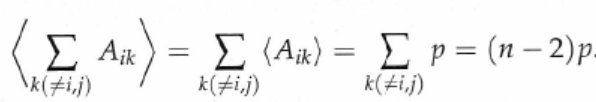 ⟨ ∑_{k(≠i,j)} A_{ik} ⟩ = ∑_{k(≠i,j)} ⟨A_{ik}⟩ = ∑_{k(≠i,j)} p = (n − 2)p.